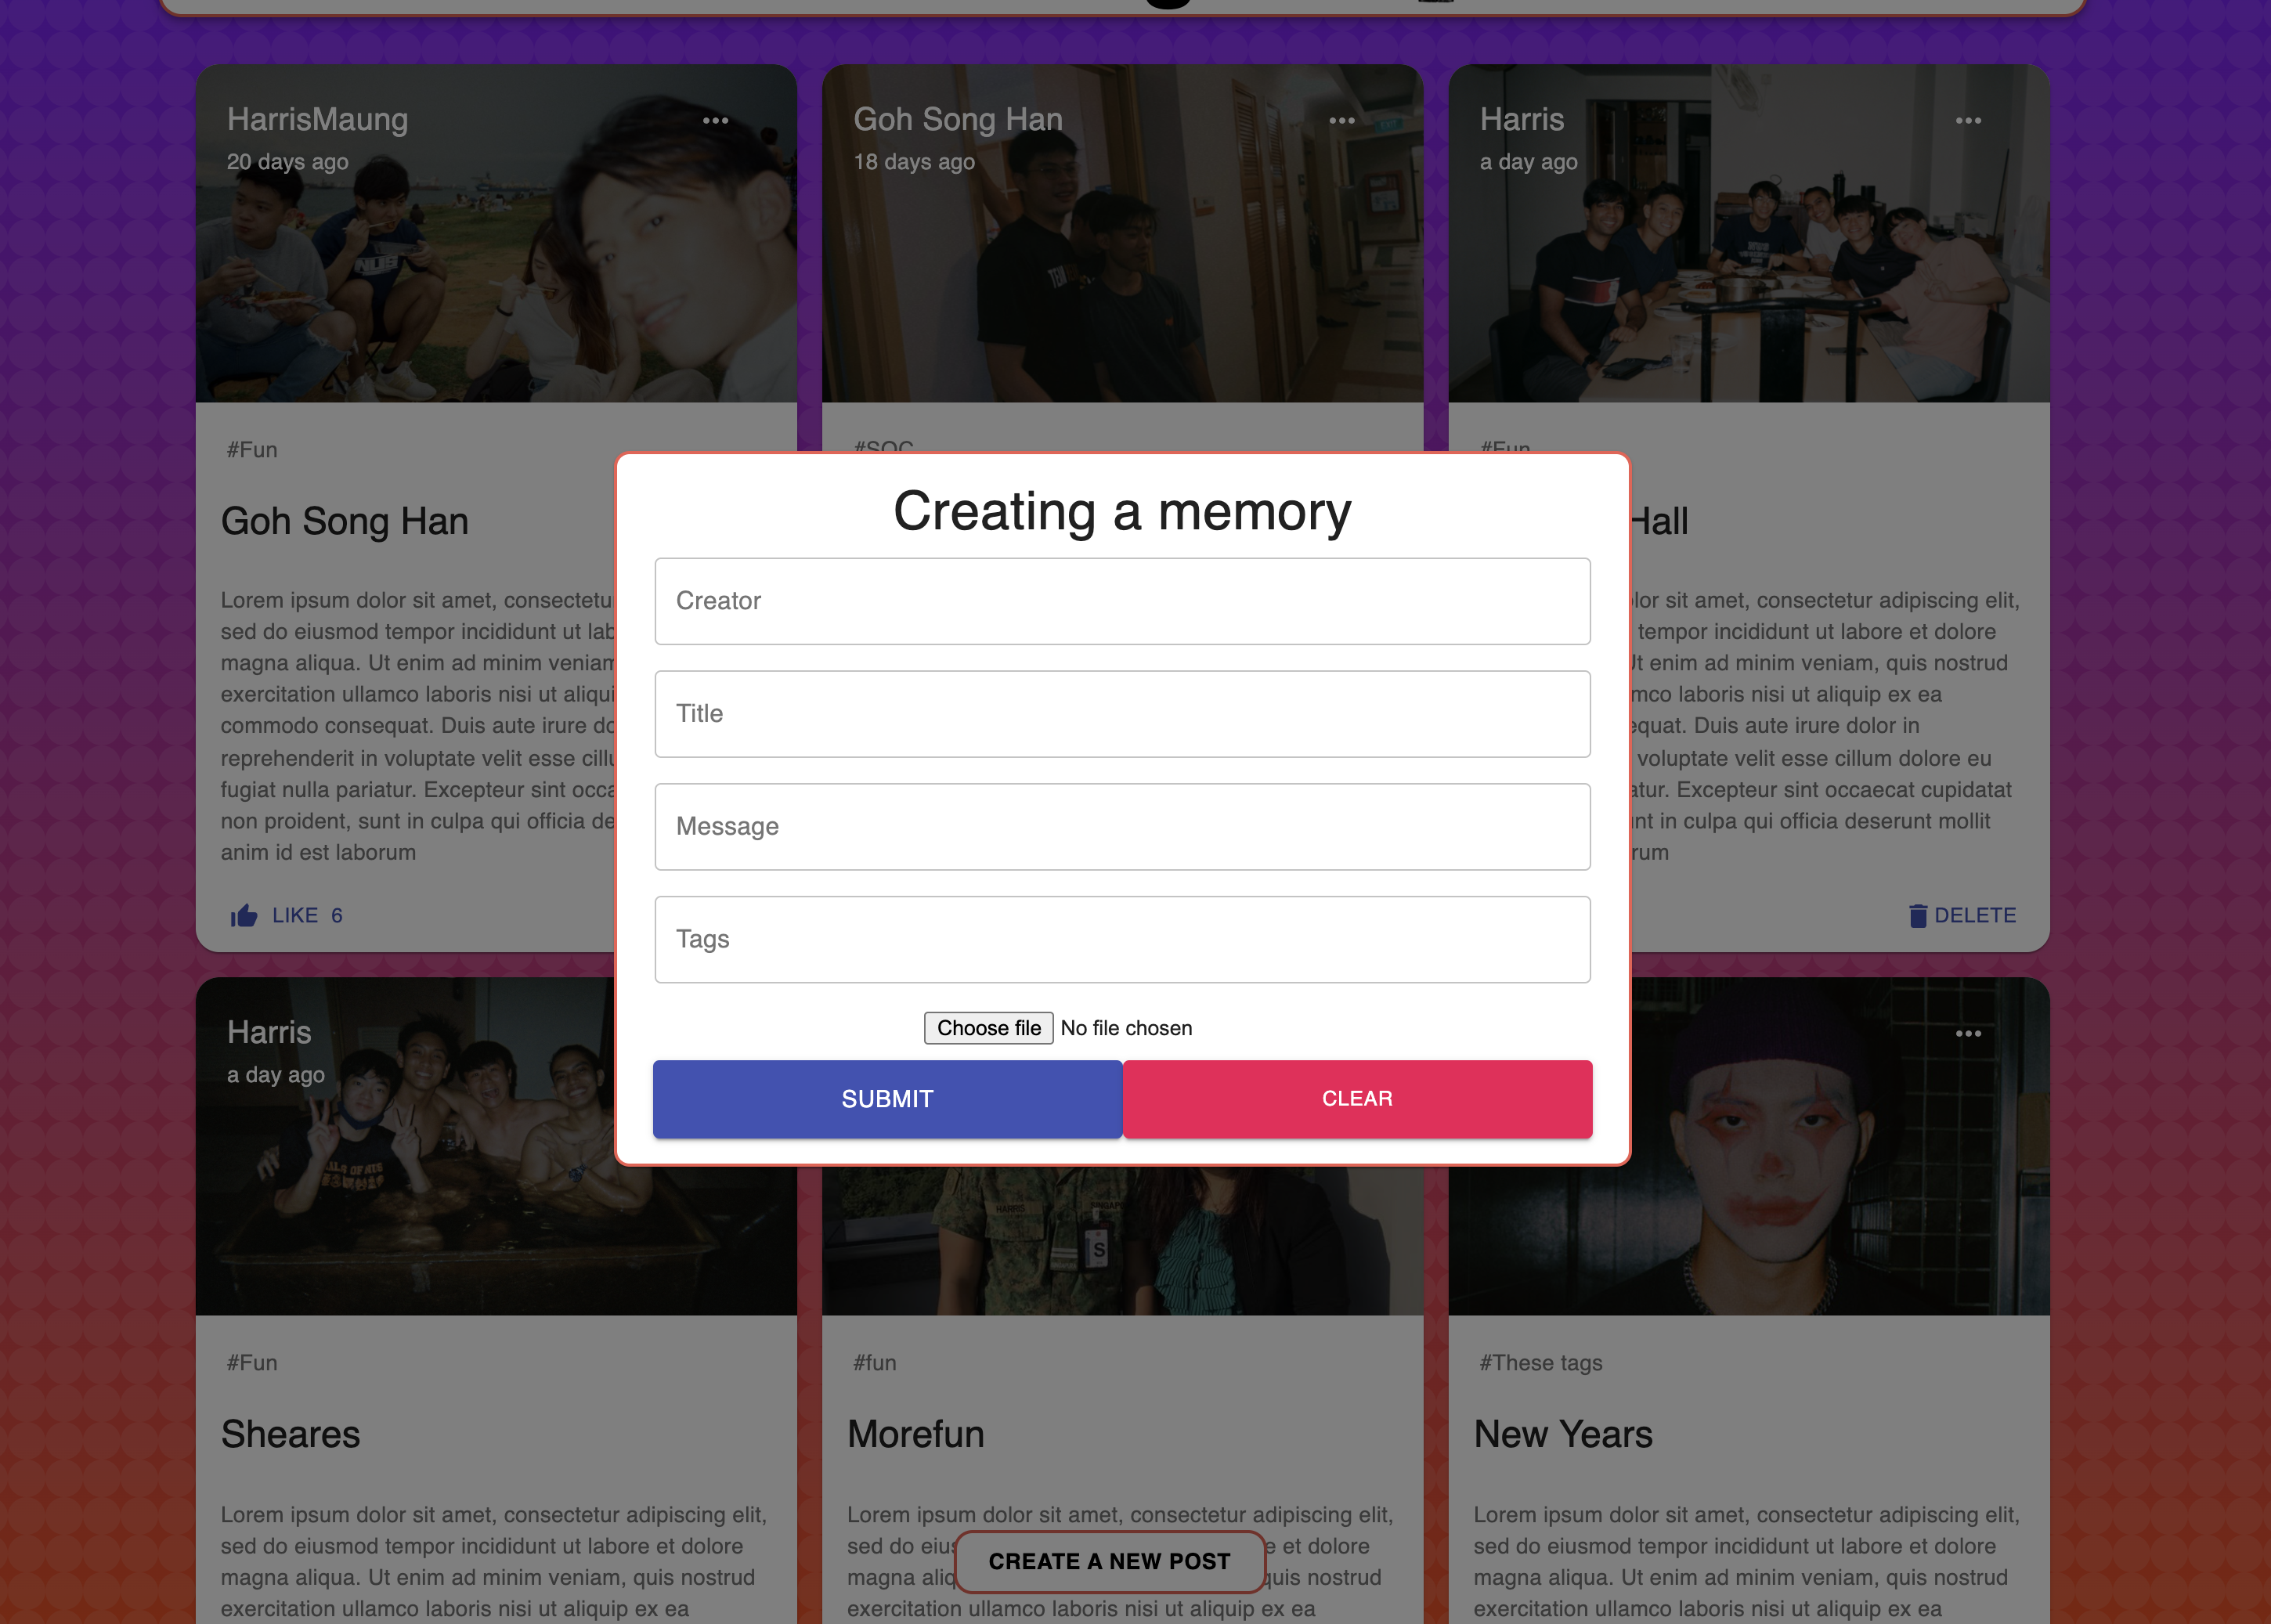 HarrisMaung
20 days ago
Goh Song Han
18 days ago
EXIT
Harris
a day ago
NUS
#Fun
#SOC
#Fun
Goh Song Han
Hall
Lorem ipsum dolor sit amet, consectetu
sed do eiusmod tempor incididunt ut lab
magna aliqua. Ut enim ad minim veniam
exercitation ullamco laboris nisi ut aliqui
commodo consequat. Duis aute irure do
reprehenderit in voluptate velit esse cillu
fugiat nulla pariatur. Excepteur sint occa
non proident, sunt in culpa qui officia de
anim id est laborum
LIKE 6
Creating a memory
Creator
Title
Message
Tags
Choose file No file chosen
SUBMIT CLEAR
lor sit amet, consectetur adipiscing elit,
tempor incididunt ut labore et dolore
Ut enim ad minim veniam, quis nostrud
mco laboris nisi ut aliquip ex ea
equat. Duis aute irure dolor in
voluptate velit esse cillum dolore eu
atur. Excepteur sint occaecat cupidatat
nt in culpa qui officia deserunt mollit
rum
DELETE
Harris
a day ago
HARRIS
S
#Fun
Sheares
Lorem ipsum dolor sit amet, consectetur adipiscing elit,
sed do eiusmod tempor incididunt ut labore et dolore
magna aliqua. Ut enim ad minim veniam, quis nostrud
exercitation ullamco laboris nisi ut aliquip ex ea
#fun
Morefun
Lorem ipsum dolor sit amet, consectetur adipiscing elit,
sed do eius e et dolore
magna aliq quis nostrud
exercitation ullamco laboris nisi ut aliquip ex ea
CREATE A NEW POST
#These tags
New Years
Lorem ipsum dolor sit amet, consectetur adipiscing elit,
sed do eiusmod tempor incididunt ut labore et dolore
magna aliqua. Ut enim ad minim veniam, quis nostrud
exercitation ullamco laboris nisi ut aliquip ex ea